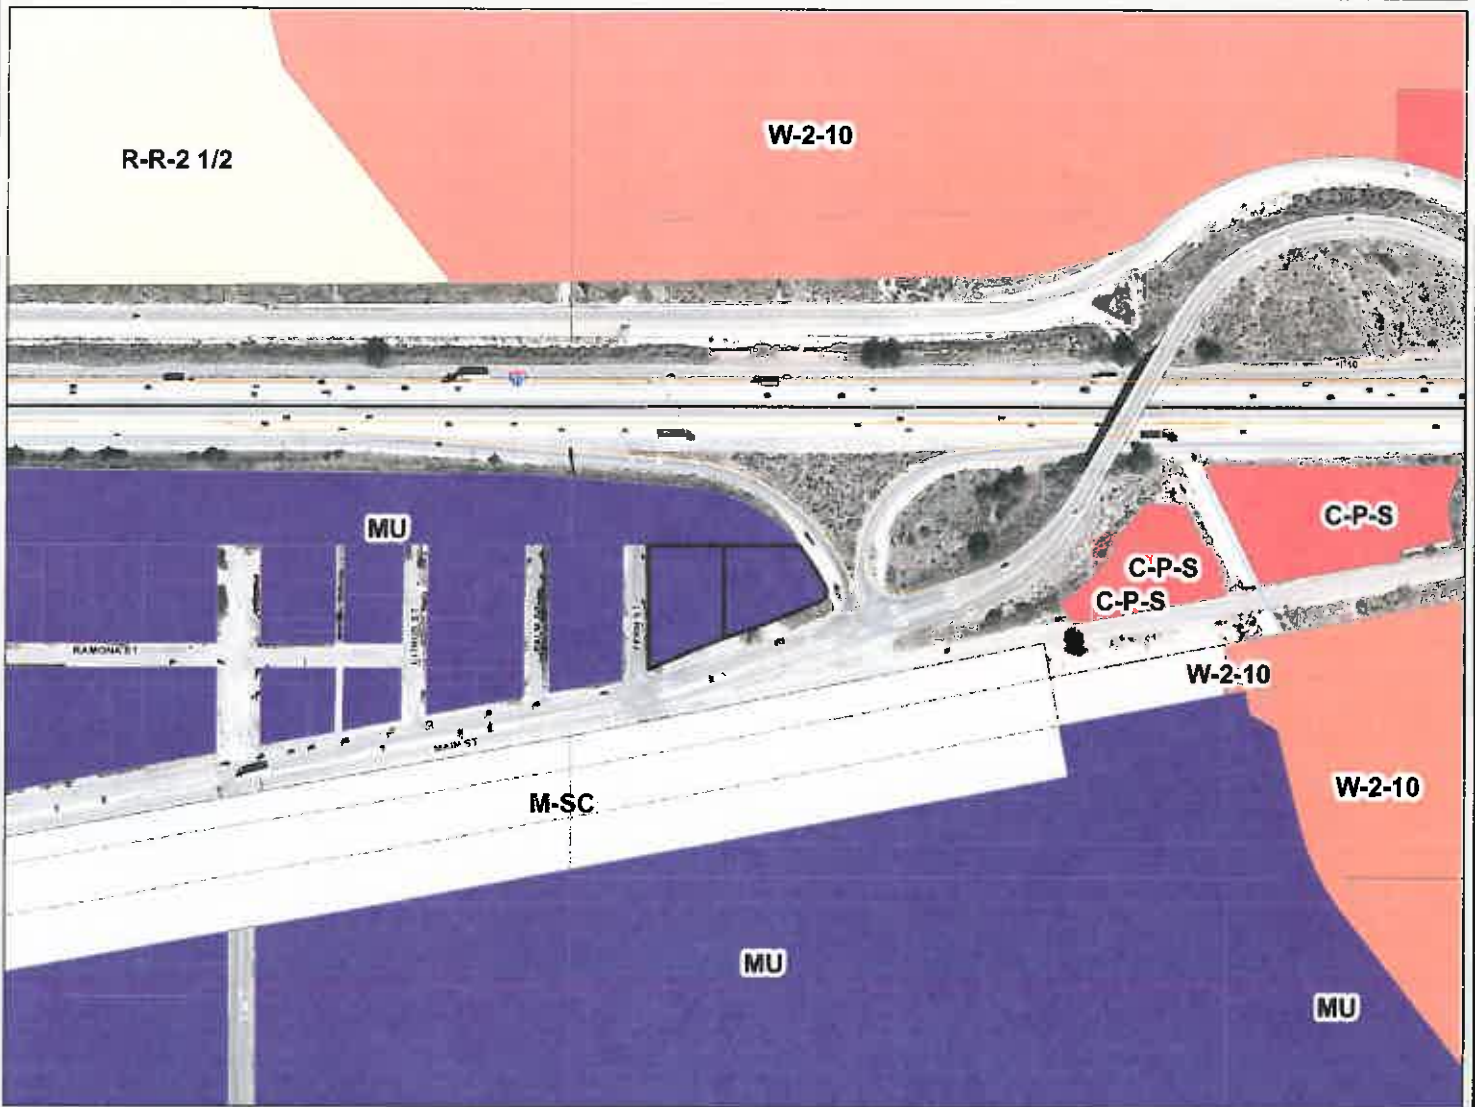 R-R-2 1/2
W-2-10
C-P-S
MU
C-P-S
C-P-S
RAMONA ST
W-2-10
MAIN ST
W-2-10
M-SC
MU
MU